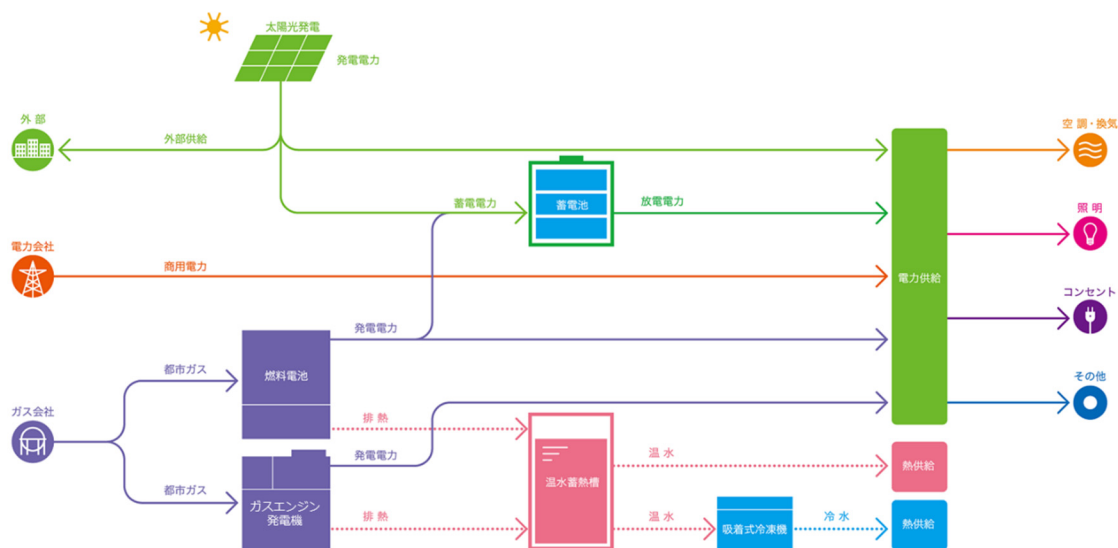 太陽光発電
発電電力
外部
外部供給
空調・換気
蓄電電力
蓄電池
放電電力
照明
電力会社
商用電力
電力供給
コンセント
発電電力
都市ガス
燃料電池
その他
ガス会社
排熱
発電電力
温水
熱供給
都市ガス
ガスエンジン
発電機
温水蓄熱槽
排熱
温水
吸着式冷凍機
冷水
熱供給